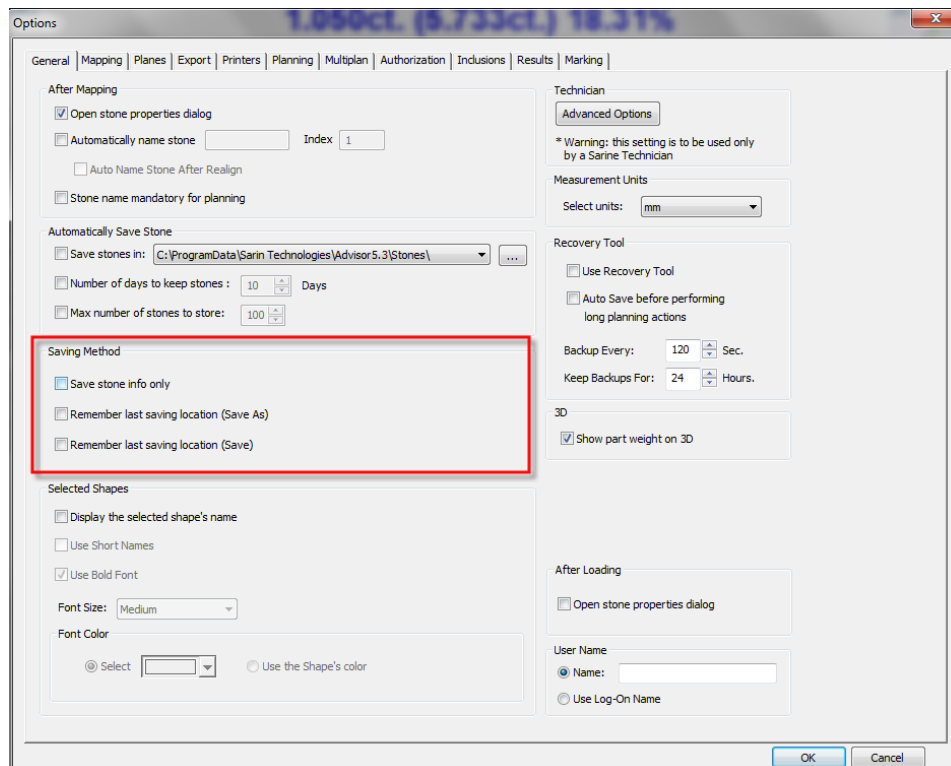 1.050ct. (5.733ct.) 18.31%
Options
General Mapping Planes Export Printers Planning Multiplan Authorization Inclusions Results Marking
After Mapping
Open stone properties dialog
Automatically name stone Index 1
Auto Name Stone After Realign
Stone name mandatory for planning
Automatically Save Stone
Save stones in: C:\ProgramData\Sarin Technologies\Advisor5.3\Stones\ ...
Number of days to keep stones : 10 Days
Max number of stones to store: 100
Saving Method
Save stone info only
Remember last saving location (Save As)
Remember last saving location (Save)
Selected Shapes
Display the selected shape's name
Use Short Names
Use Bold Font
Font Size: Medium
Font Color
Select Use the Shape's color
Technician
Advanced Options
* Warning: this setting is to be used only
by a Sarine Technician
Measurement Units
Select units: mm
Recovery Tool
Use Recovery Tool
Auto Save before performing
long planning actions
Backup Every: 120 Sec.
Keep Backups For: 24 Hours.
3D
Show part weight on 3D
After Loading
Open stone properties dialog
User Name
Name:
Use Log-On Name
OK Cancel